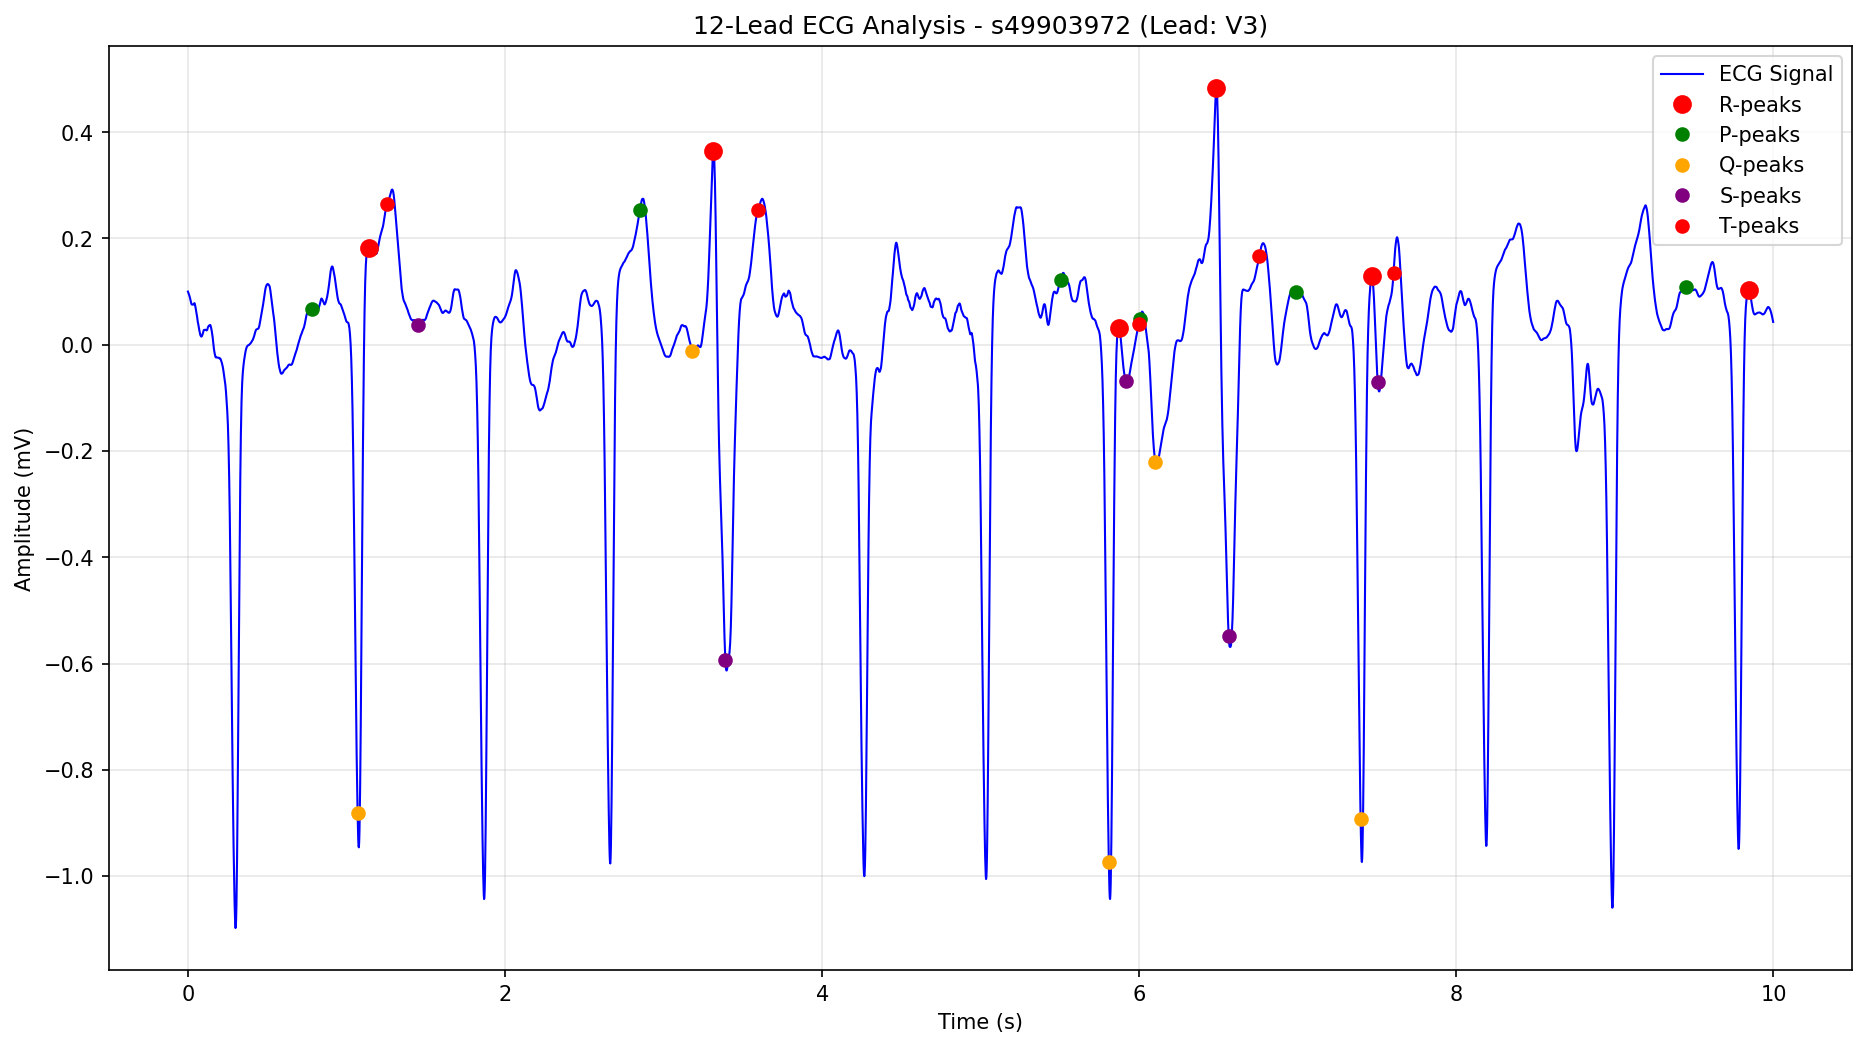 12-Lead ECG Analysis - s49903972 (Lead: V3)
ECG Signal
R-peaks
P-peaks
Q-peaks
S-peaks
T-peaks
0.4
0.2
0.0
−0.2
−0.4
−0.6
−0.8
−1.0
Amplitude (mV)
0 2 4 6 8 10
Time (s)